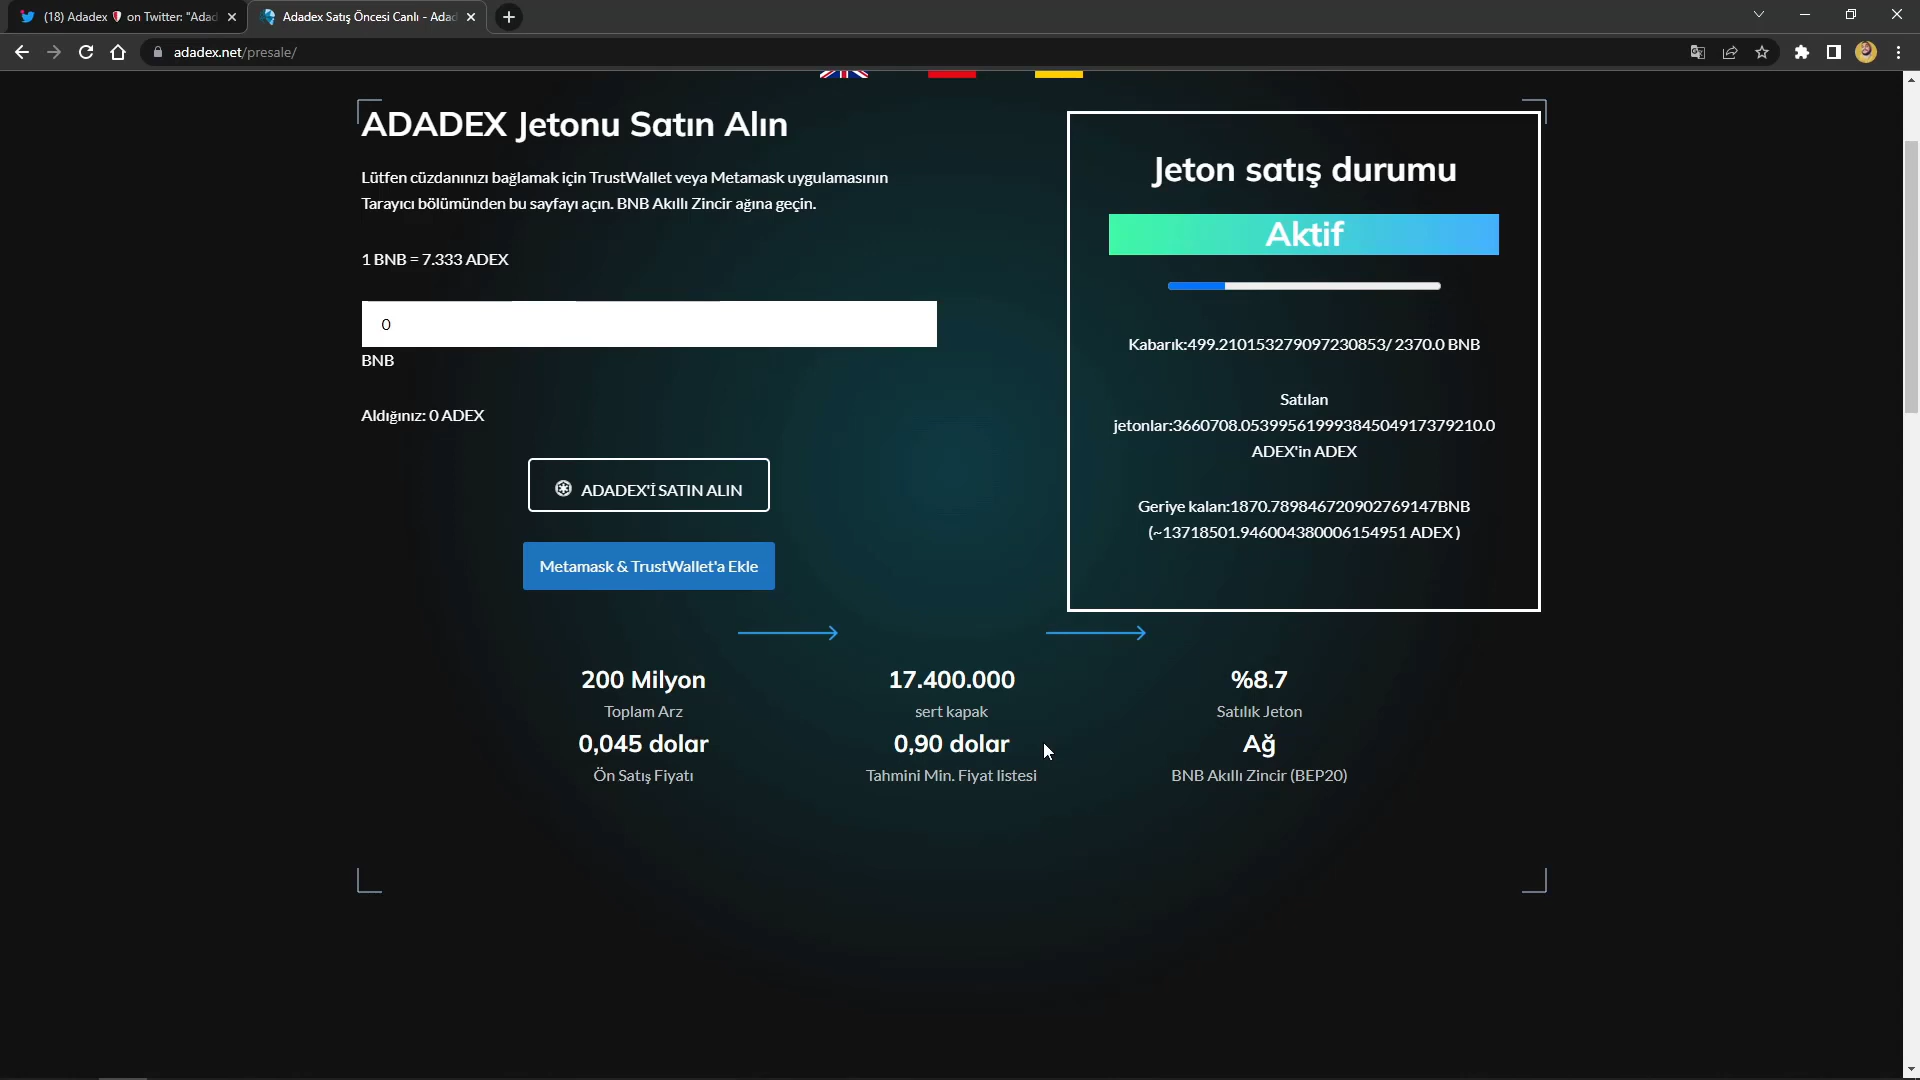 (18) Adadex on Twitter: "Adad
Adadex Satış Öncesi Canlı - Adad
adadex.net/presale/
ADADEX Jetonu Satın Alın
Lütfen cüzdanınızı bağlamak için TrustWallet veya Metamask uygulamasının
Tarayıcı bölümünden bu sayfayı açın. BNB Akıllı Zincir ağına geçin.
1 BNB = 7.333 ADEX
0
BNB
Aldığınız: 0 ADEX
ADADEX'İ SATIN ALIN
Metamask & TrustWallet'a Ekle
Jeton satış durumu
Aktif
Kabarık:499.210153279097230853/ 2370.0 BNB
Satılan
jetonlar:3660708.05399561999384504917379210.0
ADEX'in ADEX
Geriye kalan:1870.789846720902769147BNB
(~13718501.946004380006154951 ADEX )
200 Milyon
Toplam Arz
0,045 dolar
Ön Satış Fiyatı
17.400.000
sert kapak
0,90 dolar
Tahmini Min. Fiyat listesi
%8.7
Satılık Jeton
Ağ
BNB Akıllı Zincir (BEP20)